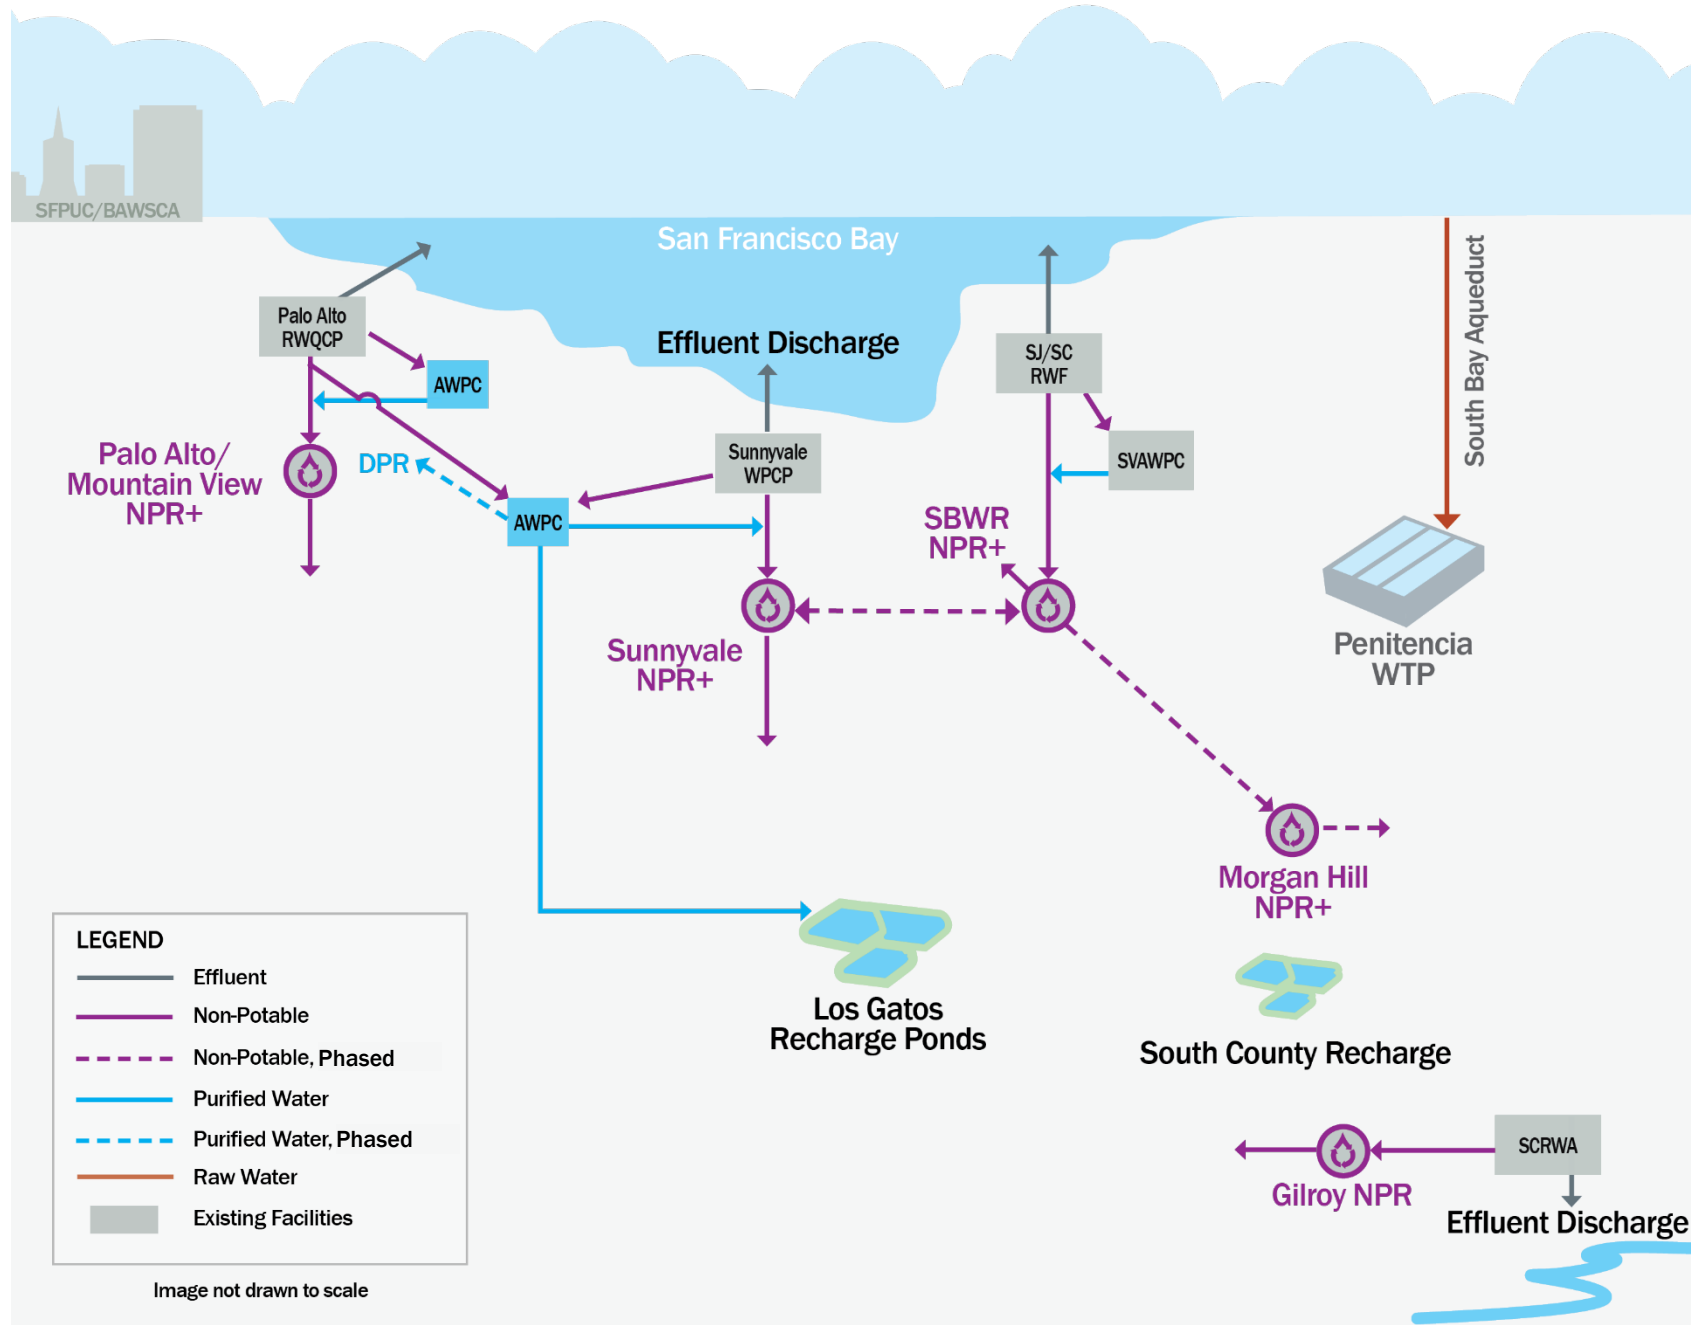 SFPUC/BAWSCA
San Francisco Bay
South Bay Aqueduct
Palo Alto
RWQCP
Effluent Discharge
SJ/SC
RWF
AWPC
Palo Alto/
Mountain View
NPR+
DPR
Sunnyvale
WPCP
SVAWPC
AWPC
SBWR
NPR+
Sunnyvale
NPR+
Penitencia
WTP
Morgan Hill
NPR+
Los Gatos
Recharge Ponds
South County Recharge
SCRWA
Gilroy NPR
Effluent Discharge
LEGEND
Effluent
Non-Potable
Non-Potable, Phased
Purified Water
Purified Water, Phased
Raw Water
Existing Facilities
Image not drawn to scale